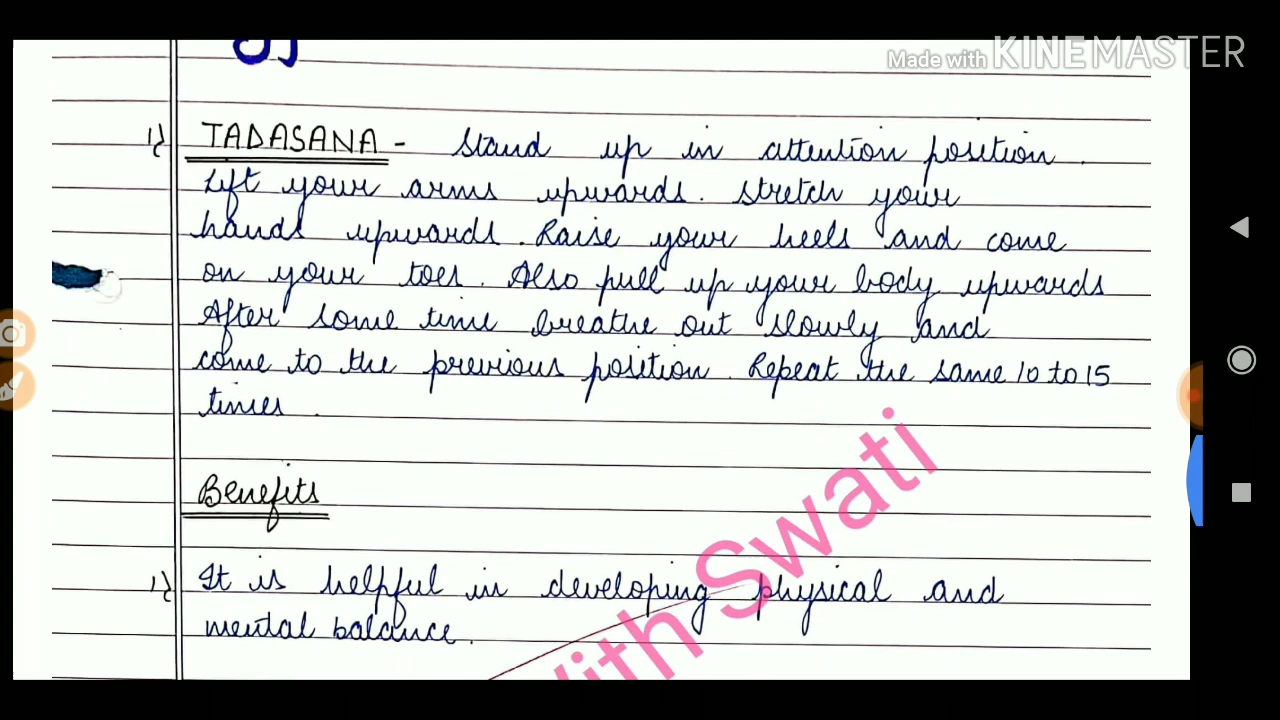 Made with KINEMASTER
1} TADASANA - Stand up in attention position.
Lift your arms upwards. Stretch your
hands upwards. Raise your heels and come
on your toes. Also pull up your body upwards
After some time breathe out slowly and
come to the previous position. Repeat the same 10 to 15
times.
Benefits
1} It is helpful in developing physical and
mental balance.
With Swati